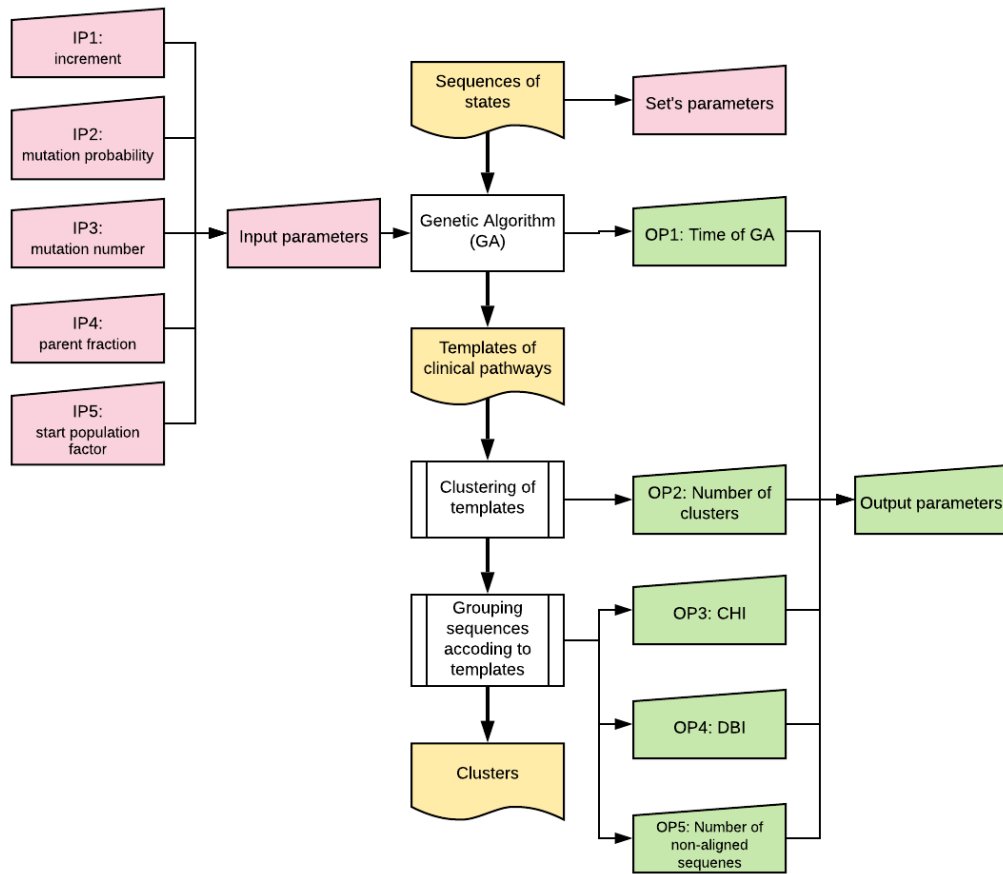 IP1:
increment
IP2:
mutation probability
IP3:
mutation number
IP4:
parent fraction
IP5:
start population
factor
Input parameters
Sequences of
states
Set's parameters
Genetic Algorithm
(GA)
OP1: Time of GA
Templates of
clinical pathways
Clustering of
templates
OP2: Number of
clusters
Output parameters
Grouping
sequences
accoding to
templates
OP3: CHI
OP4: DBI
Clusters
OP5: Number of
non-aligned
sequenes